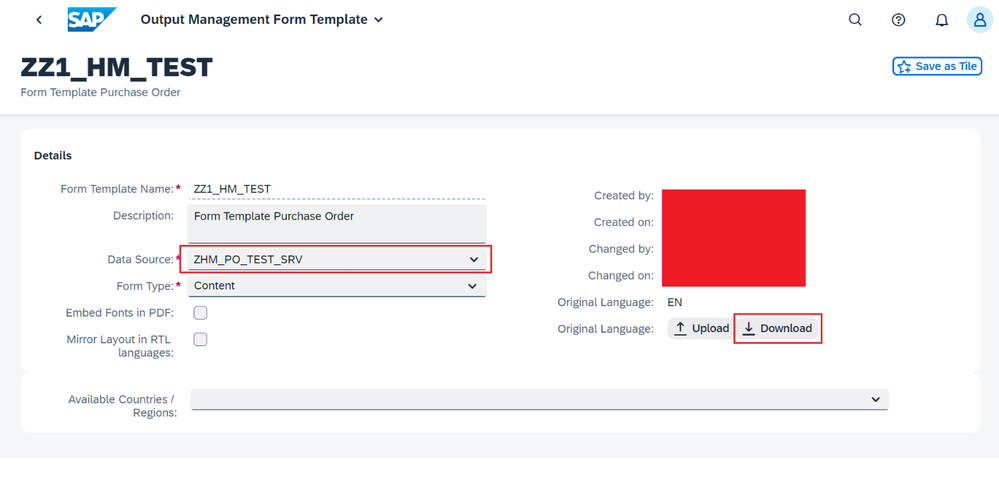 SAP Output Management Form Template
ZZ1_HM_TEST
Save as Tile
Form Template Purchase Order
Details
Form Template Name:* ZZ1_HM_TEST
Description: Form Template Purchase Order
Data Source:* ZHM_PO_TEST_SRV
Form Type:* Content
Embed Fonts in PDF:
Mirror Layout in RTL
languages:
Created by:
Created on:
Changed by:
Changed on:
Original Language: EN
Original Language: Upload Download
Available Countries /
Regions: